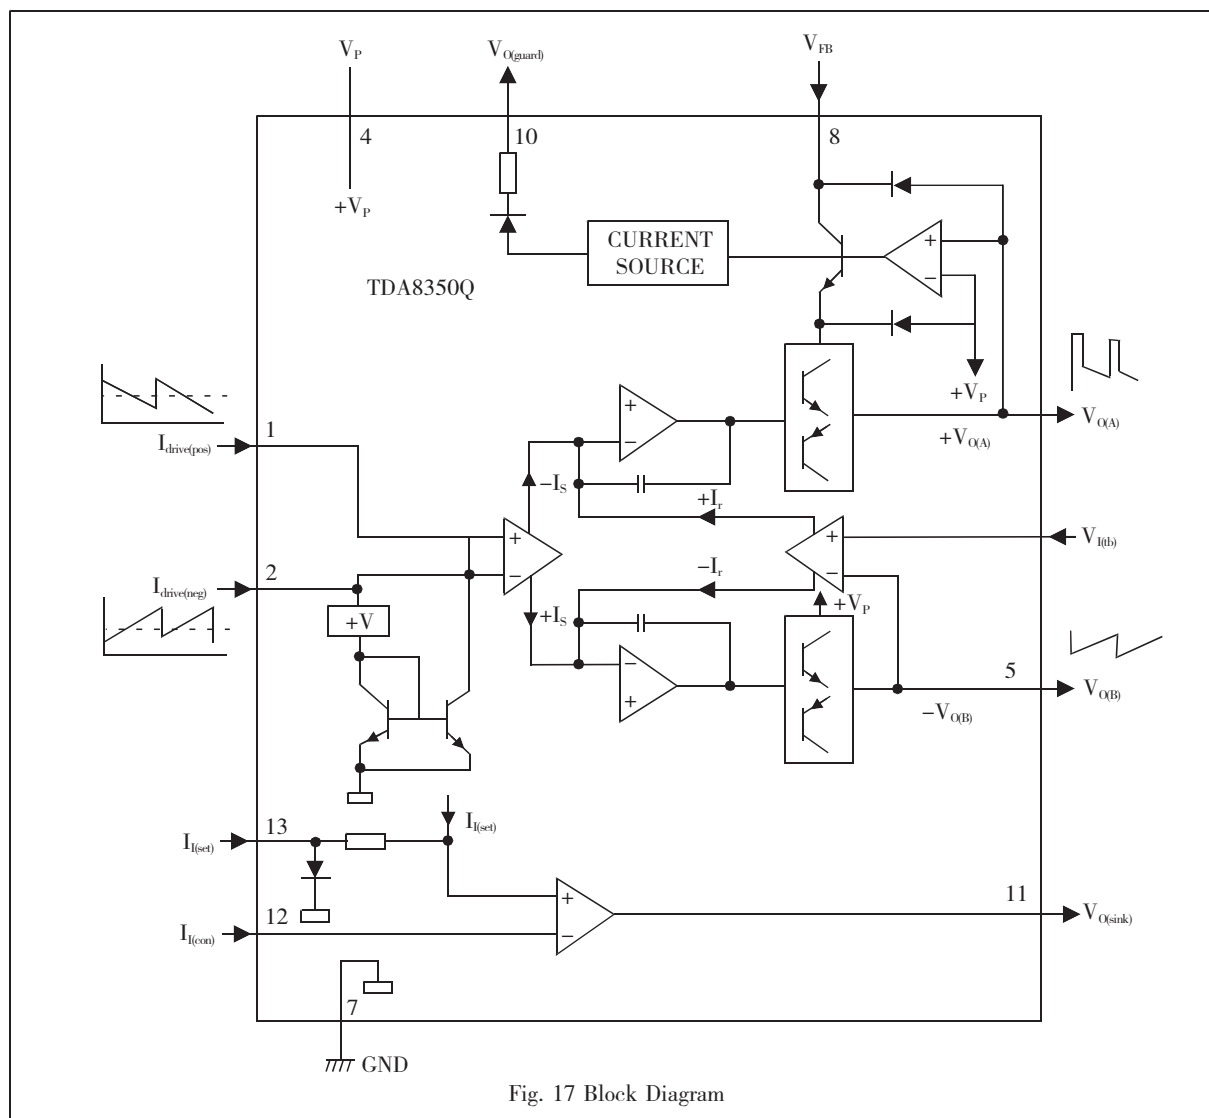 V_P
V_O(guard)
V_FB
4
10
8
+V_P
CURRENT
SOURCE
+
−
TDA8350Q
+V_P
1
I_drive(pos)
+
−
−I_S
+V_O(A)
V_O(A)
+I_r
+
−
+
−
V_I(tb)
2
I_drive(neg)
−I_r
+V_P
+V
+I_S
−
+
5
V_O(B)
−V_O(B)
13
I_I(set)
I_I(set)
+
−
11
V_O(sink)
12
I_I(con)
7
GND
Fig. 17 Block Diagram